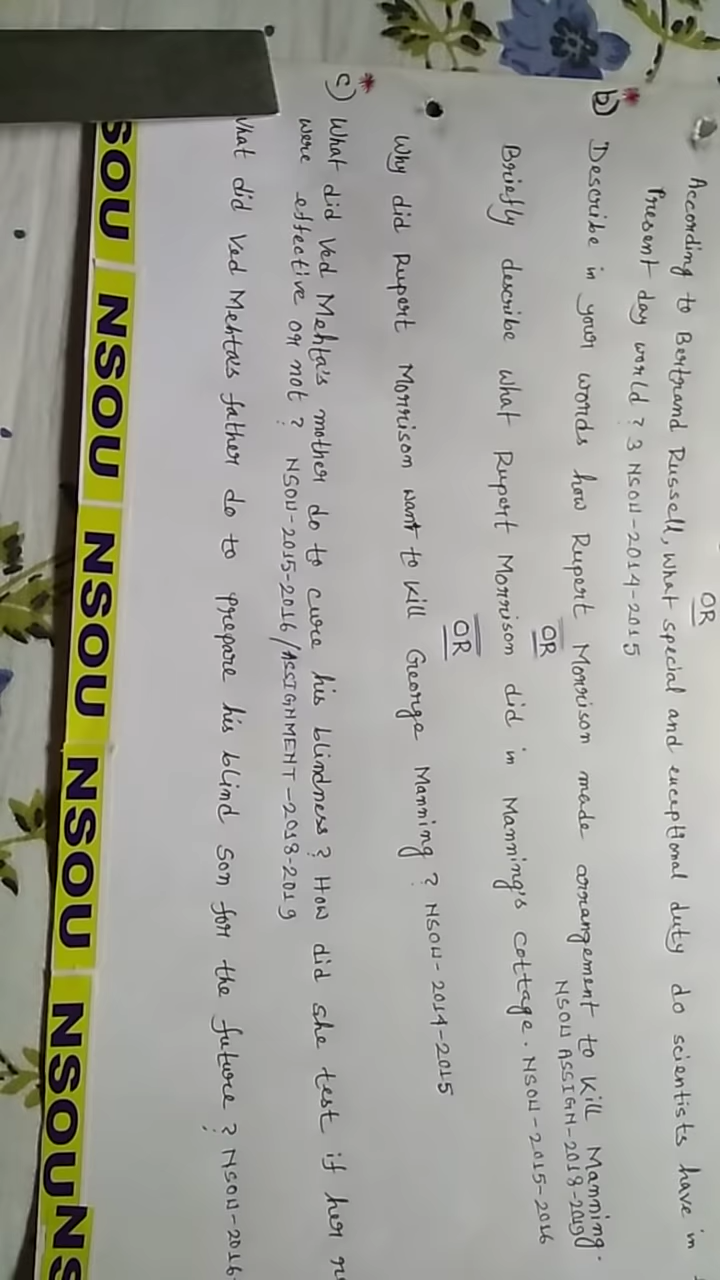 OR
According to Bertrand Russell, what special and exceptional duty do scientists have in
Present day world? 3 NSOU-2014-2015
* b) Describe in your words how Rupert Morrison made arrangement to kill Manning.
NSOU ASSIGN-2018-2019
OR
Briefly describe what Rupert Morrison did in Manning's cottage. NSOU-2015-2016
OR
Why did Rupert Morrison want to kill George Manning? NSOU-2014-2015
* c) What did Ved Mehta's mother do to cure his blindness? How did she test if her
were effective or not? NSOU-2015-2016/ASSIGNMENT-2018-2019
What did Ved Mehta's father do to prepare his blind son for the future? NSOU-2016-
SOU NSOU NSOU NSOU NSOU NS